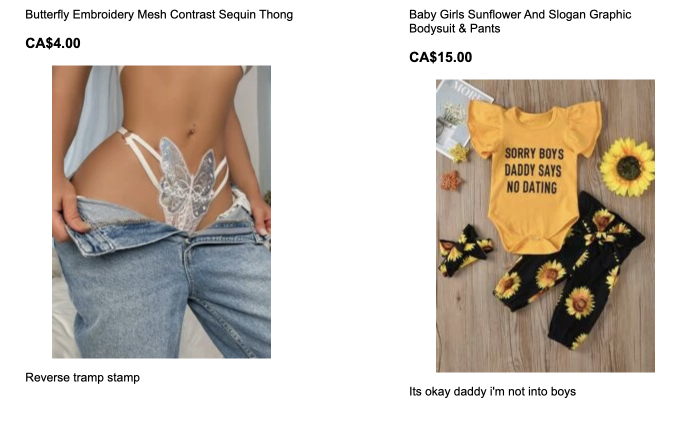 Butterfly Embroidery Mesh Contrast Sequin Thong
CA$4.00
Reverse tramp stamp
Baby Girls Sunflower And Slogan Graphic
Bodysuit & Pants
CA$15.00
SORRY BOYS
DADDY SAYS
NO DATING
Its okay daddy i'm not into boys